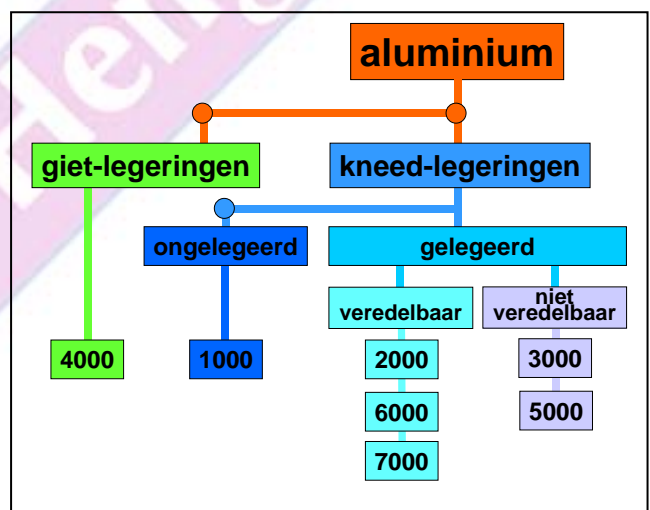 aluminium
giet-legeringen
kneed-legeringen
ongelegeerd
gelegeerd
veredelbaar
niet
veredelbaar
4000
1000
2000
3000
6000
5000
7000